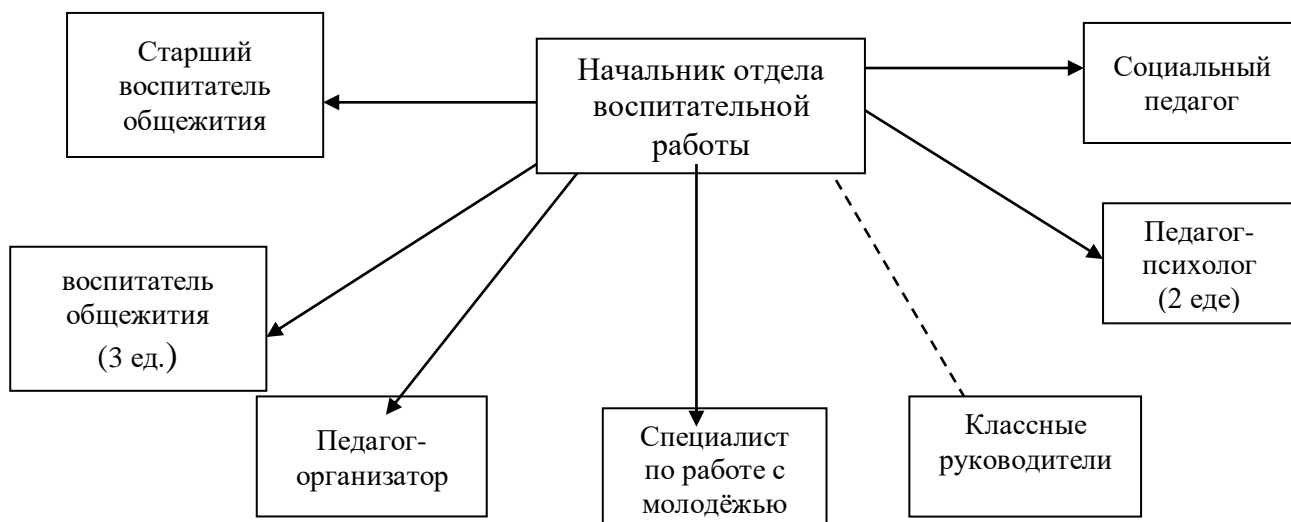 Старший
воспитатель
общежития
Начальник отдела
воспитательной
работы
Социальный
педагог
воспитатель
общежития
(3 ед.)
Педагог-
психолог
(2 еде)
Педагог-
организатор
Специалист
по работе с
молодёжью
Классные
руководители